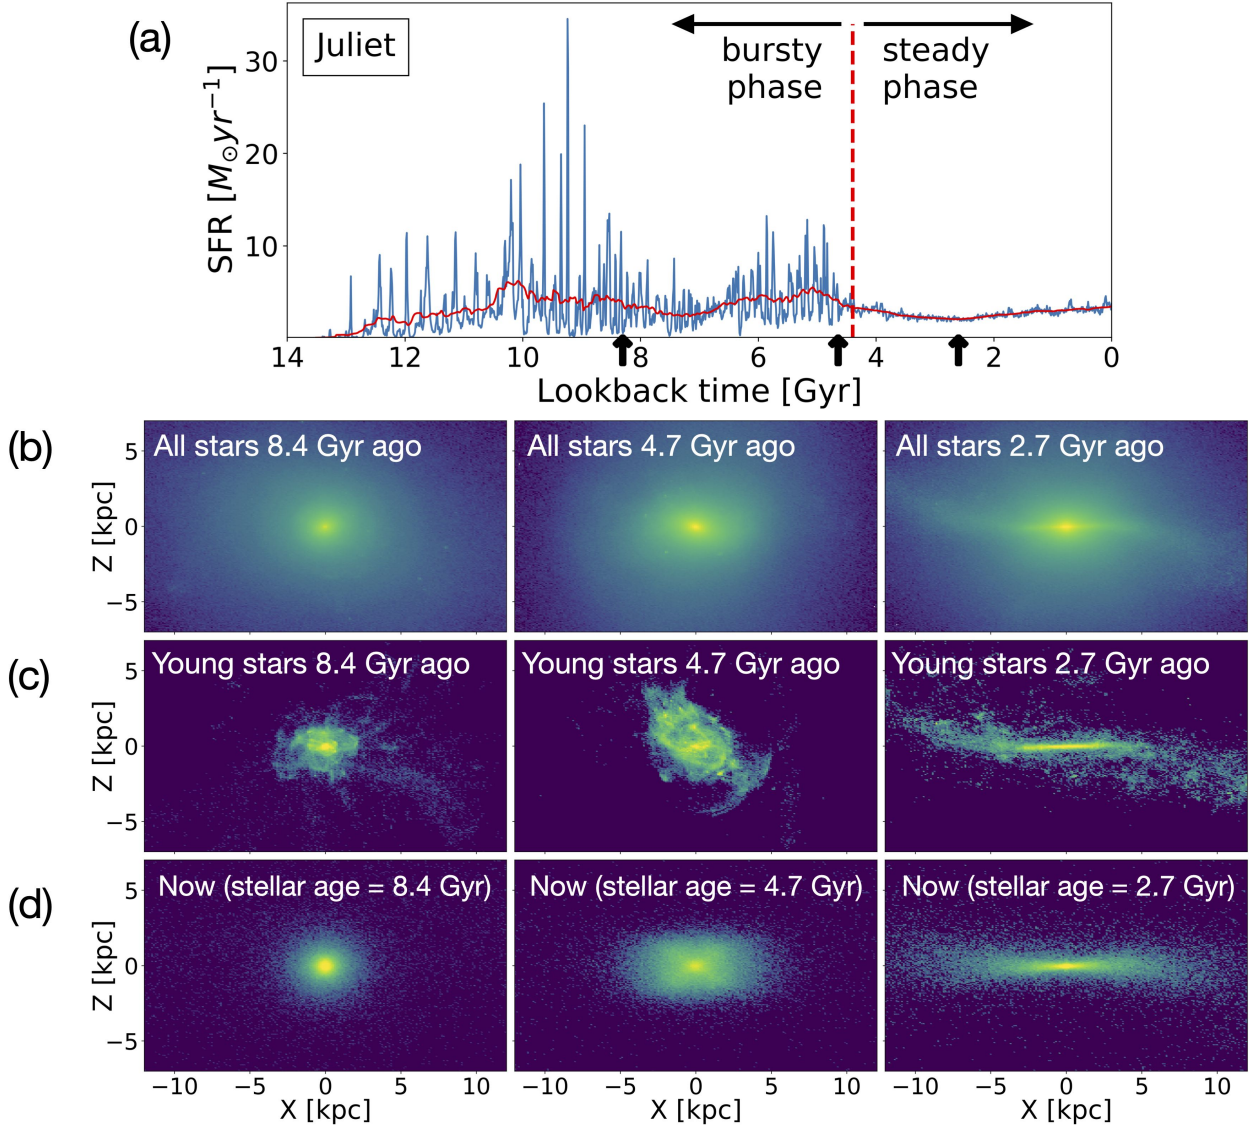 (a)
Juliet
bursty
phase
steady
phase
SFR [M⊙yr⁻¹]
30
20
10
14 12 10 8 6 4 2 0
Lookback time [Gyr]
(b)
All stars 8.4 Gyr ago
All stars 4.7 Gyr ago
All stars 2.7 Gyr ago
Z [kpc]
5
0
−5
(c)
Young stars 8.4 Gyr ago
Young stars 4.7 Gyr ago
Young stars 2.7 Gyr ago
Z [kpc]
5
0
−5
(d)
Now (stellar age = 8.4 Gyr)
Now (stellar age = 4.7 Gyr)
Now (stellar age = 2.7 Gyr)
Z [kpc]
5
0
−5
−10 −5 0 5 10
−10 −5 0 5 10
−10 −5 0 5 10
X [kpc]
X [kpc]
X [kpc]